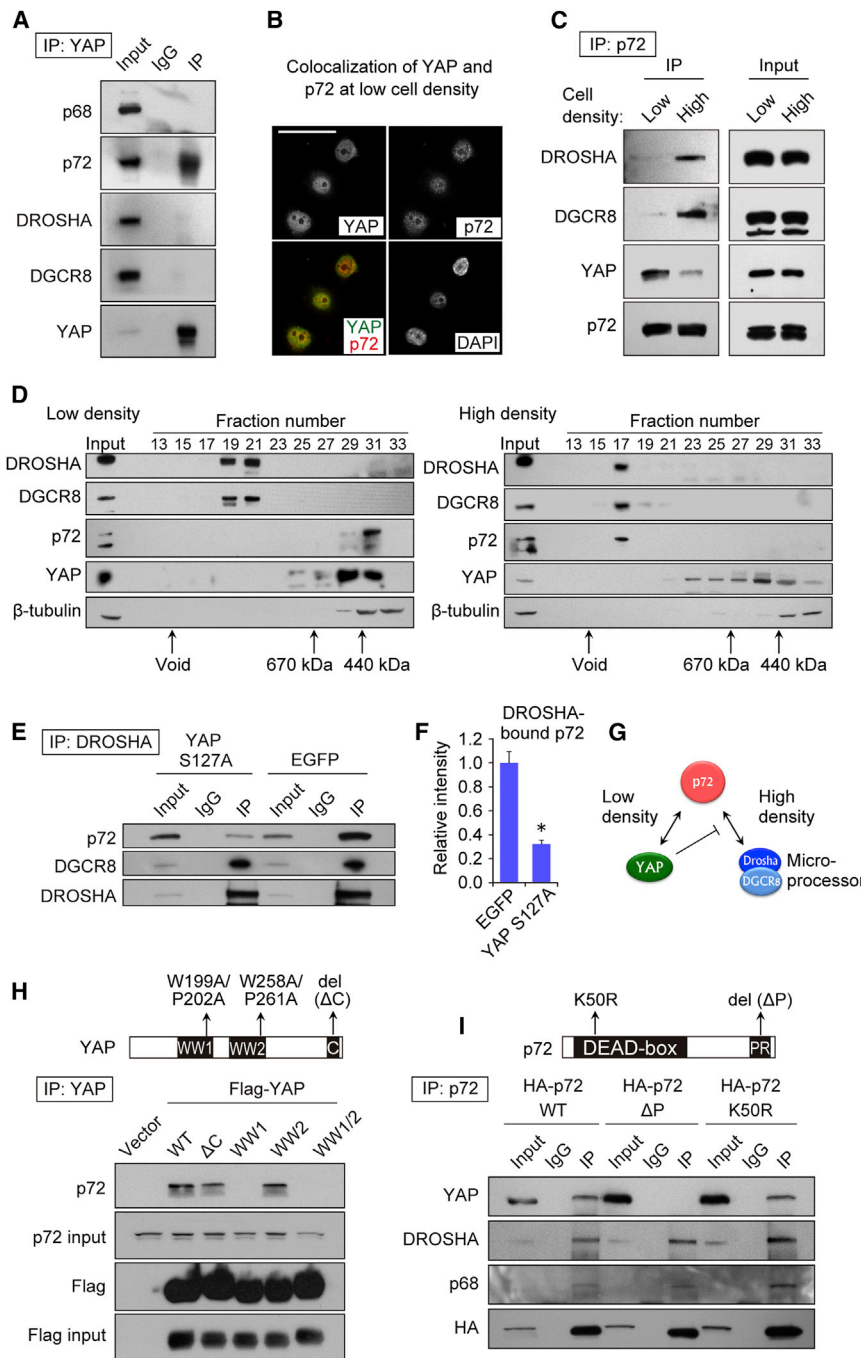 A
IP: YAP
Input
IgG
IP
p68
p72
DROSHA
DGCR8
YAP
B
Colocalization of YAP and
p72 at low cell density
YAP
p72
YAP
p72
DAPI
C
IP: p72
IP
Input
Cell
density:
Low
High
Low
High
DROSHA
DGCR8
YAP
p72
D
Low density
Fraction number
Input
13 15 17 19 21 23 25 27 29 31 33
DROSHA
DGCR8
p72
YAP
β-tubulin
Void
670 kDa
440 kDa
High density
Fraction number
Input
13 15 17 19 21 23 25 27 29 31 33
DROSHA
DGCR8
p72
YAP
β-tubulin
Void
670 kDa
440 kDa
E
IP: DROSHA
YAP
S127A
EGFP
Input
IgG
IP
Input
IgG
IP
p72
DGCR8
DROSHA
F
DROSHA-
bound p72
Relative intensity
1.2
1.0
0.8
0.6
0.4
0.2
0.0
*
EGFP
YAP S127A
G
p72
Low
density
High
density
YAP
Drosha
DGCR8
Micro-
processor
H
W199A/
P202A
W258A/
P261A
del
(ΔC)
YAP
WW1
WW2
C
IP: YAP
Flag-YAP
Vector
WT
ΔC
WW1
WW2
WW1/2
p72
p72 input
Flag
Flag input
I
K50R
del (ΔP)
p72
DEAD-box
PR
IP: p72
HA-p72
WT
HA-p72
ΔP
HA-p72
K50R
Input
IgG
IP
Input
IgG
IP
Input
IgG
IP
YAP
DROSHA
p68
HA